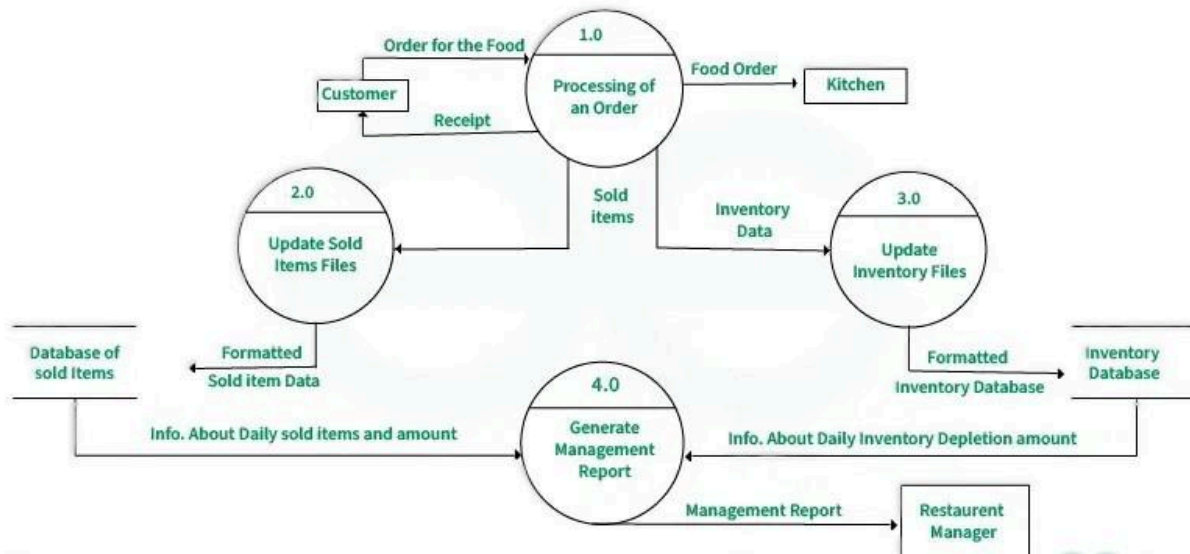 1.0
Order for the Food
Processing of
an Order
Food Order
Kitchen
Customer
Receipt
2.0
Update Sold
Items Files
Sold
items
Inventory
Data
3.0
Update
Inventory Files
Database of
sold Items
Formatted
Sold item Data
4.0
Generate
Management
Report
Formatted
Inventory Database
Inventory
Database
Info. About Daily sold items and amount
Info. About Daily Inventory Depletion amount
Management Report
Restaurent
Manager